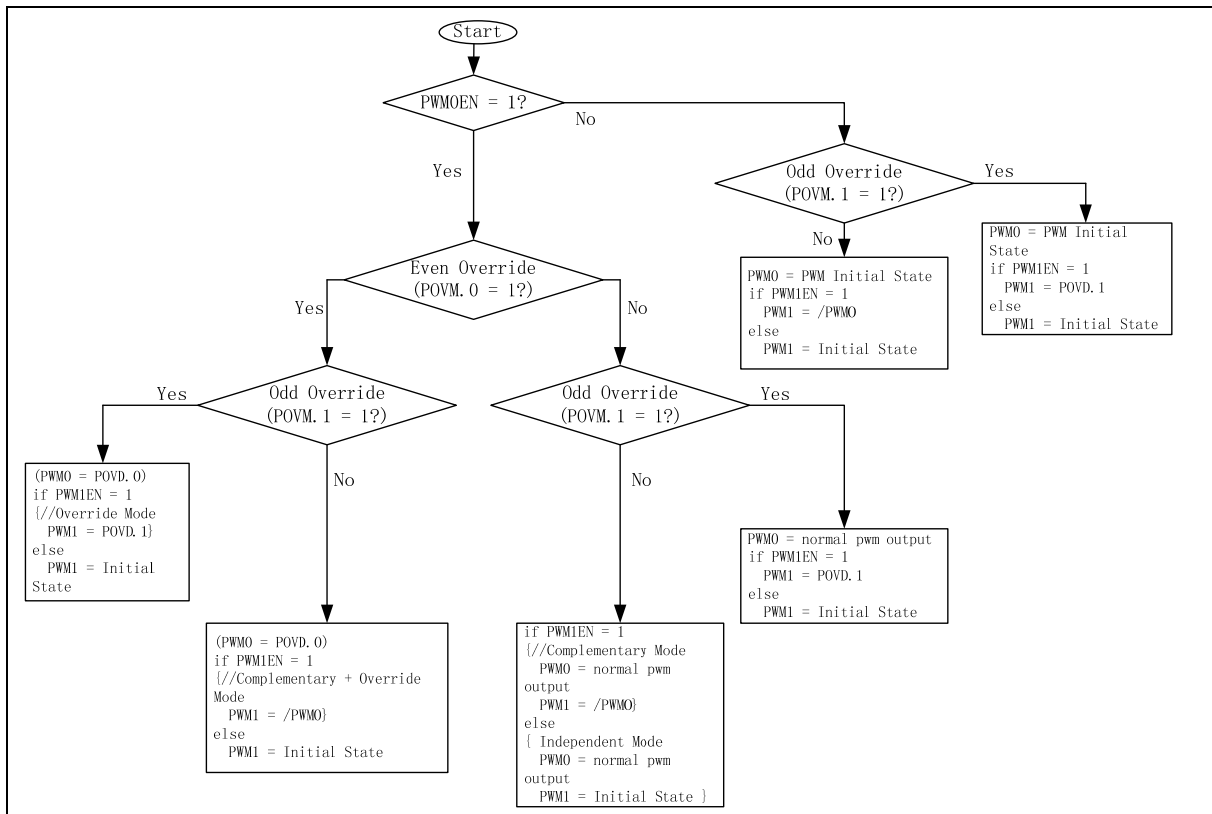 Start
PWM0EN = 1?
No
Yes
Odd Override
(POVM.1 = 1?)
Yes
No
PWM0 = PWM Initial
State
if PWM1EN = 1
PWM1 = POVD.1
else
PWM1 = Initial State
PWM0 = PWM Initial State
if PWM1EN = 1
PWM1 = /PWM0
else
PWM1 = Initial State
Even Override
(POVM.0 = 1?)
Yes
No
Odd Override
(POVM.1 = 1?)
Yes
No
Odd Override
(POVM.1 = 1?)
Yes
No
(PWM0 = POVD.0)
if PWM1EN = 1
{//Override Mode
PWM1 = POVD.1}
else
PWM1 = Initial
State
PWM0 = normal pwm output
if PWM1EN = 1
PWM1 = POVD.1
else
PWM1 = Initial State
(PWM0 = POVD.0)
if PWM1EN = 1
{//Complementary + Override
Mode
PWM1 = /PWM0}
else
PWM1 = Initial State
if PWM1EN = 1
{//Complementary Mode
PWM0 = normal pwm
output
PWM1 = /PWM0}
else
{ Independent Mode
PWM0 = normal pwm
output
PWM1 = Initial State }